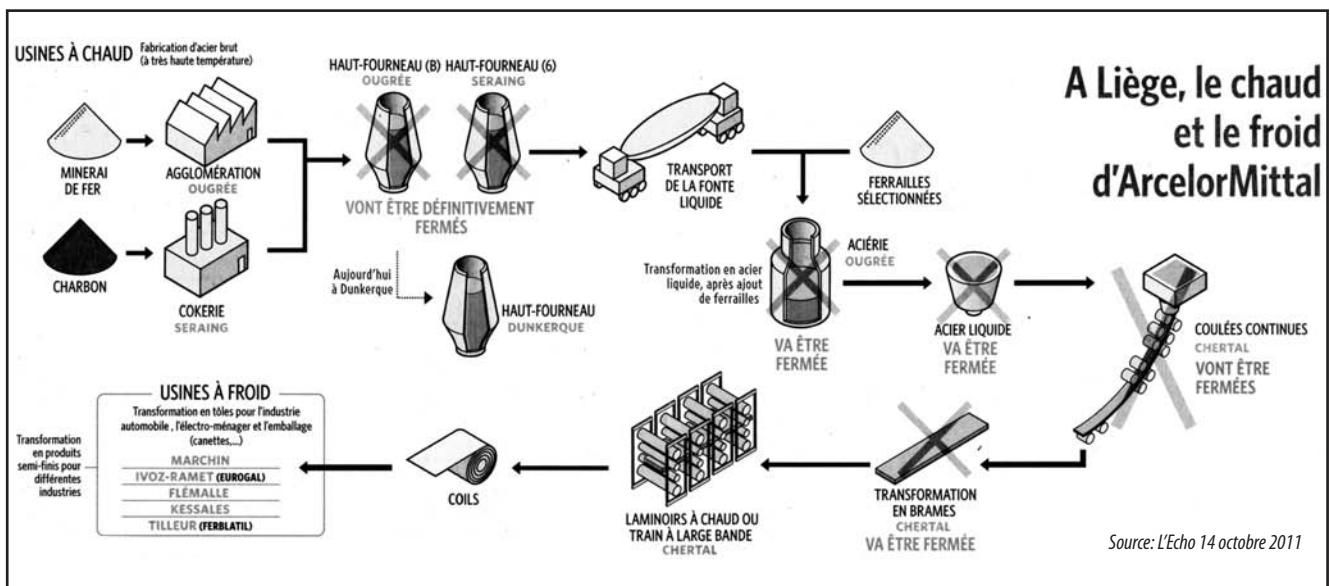 USINES À CHAUD
Fabrication d'acier brut
(à très haute température)
MINERAI
DE FER
AGGLOMÉRATION
OUGRÉE
CHARBON
COKERIE
SERAING
HAUT-FOURNEAU (B)
OUGRÉE
HAUT-FOURNEAU (6)
SERAING
VONT ÊTRE DÉFINITIVEMENT
FERMÉS
Aujourd'hui
à Dunkerque
HAUT-FOURNEAU
DUNKERQUE
TRANSPORT
DE LA FONTE
LIQUIDE
FERRAILLES
SÉLECTIONNÉES
A Liège, le chaud
et le froid
d'ArcelorMittal
Transformation en acier
liquide, après ajout
de ferrailles
ACIÉRIE
OUGRÉE
VA ÊTRE
FERMÉE
ACIER LIQUIDE
VA ÊTRE
FERMÉE
COULÉES CONTINUES
CHERTAL
VONT ÊTRE
FERMÉES
TRANSFORMATION
EN BRAMES
CHERTAL
VA ÊTRE FERMÉE
LAMINOIRS À CHAUD OU
TRAIN À LARGE BANDE
CHERTAL
COILS
USINES À FROID
Transformation en tôles pour l'industrie
automobile , l'électro-ménager et l'emballage
(canettes,...)
MARCHIN
IVOZ-RAMET (EUROGAL)
FLÉMALLE
KESSALES
TILLEUR (FERBLATIL)
Transformation
en produits
semi-finis pour
différentes
industries
Source: L'Echo 14 octobre 2011